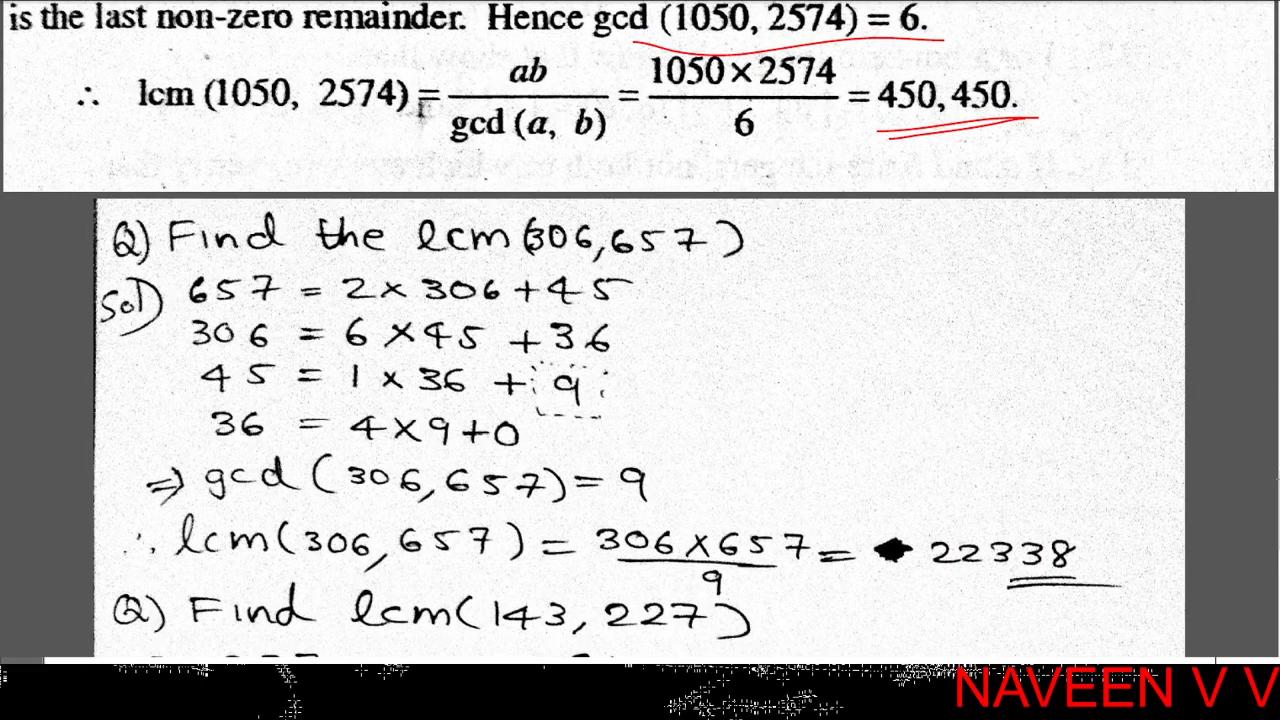 is the last non-zero remainder. Hence gcd (1050, 2574) = 6.
∴ lcm (1050, 2574) = ab / gcd (a, b) = 1050×2574 / 6 = 450, 450.
Q) Find the lcm(306,657)
Sol) 657 = 2 × 306 + 45
306 = 6 × 45 + 36
45 = 1 × 36 + 9
36 = 4 × 9 + 0
⇒ gcd (306, 657) = 9
∴ lcm(306, 657) = 306 × 657 / 9 = 22338
Q) Find lcm(143, 227)
NAVEEN V V